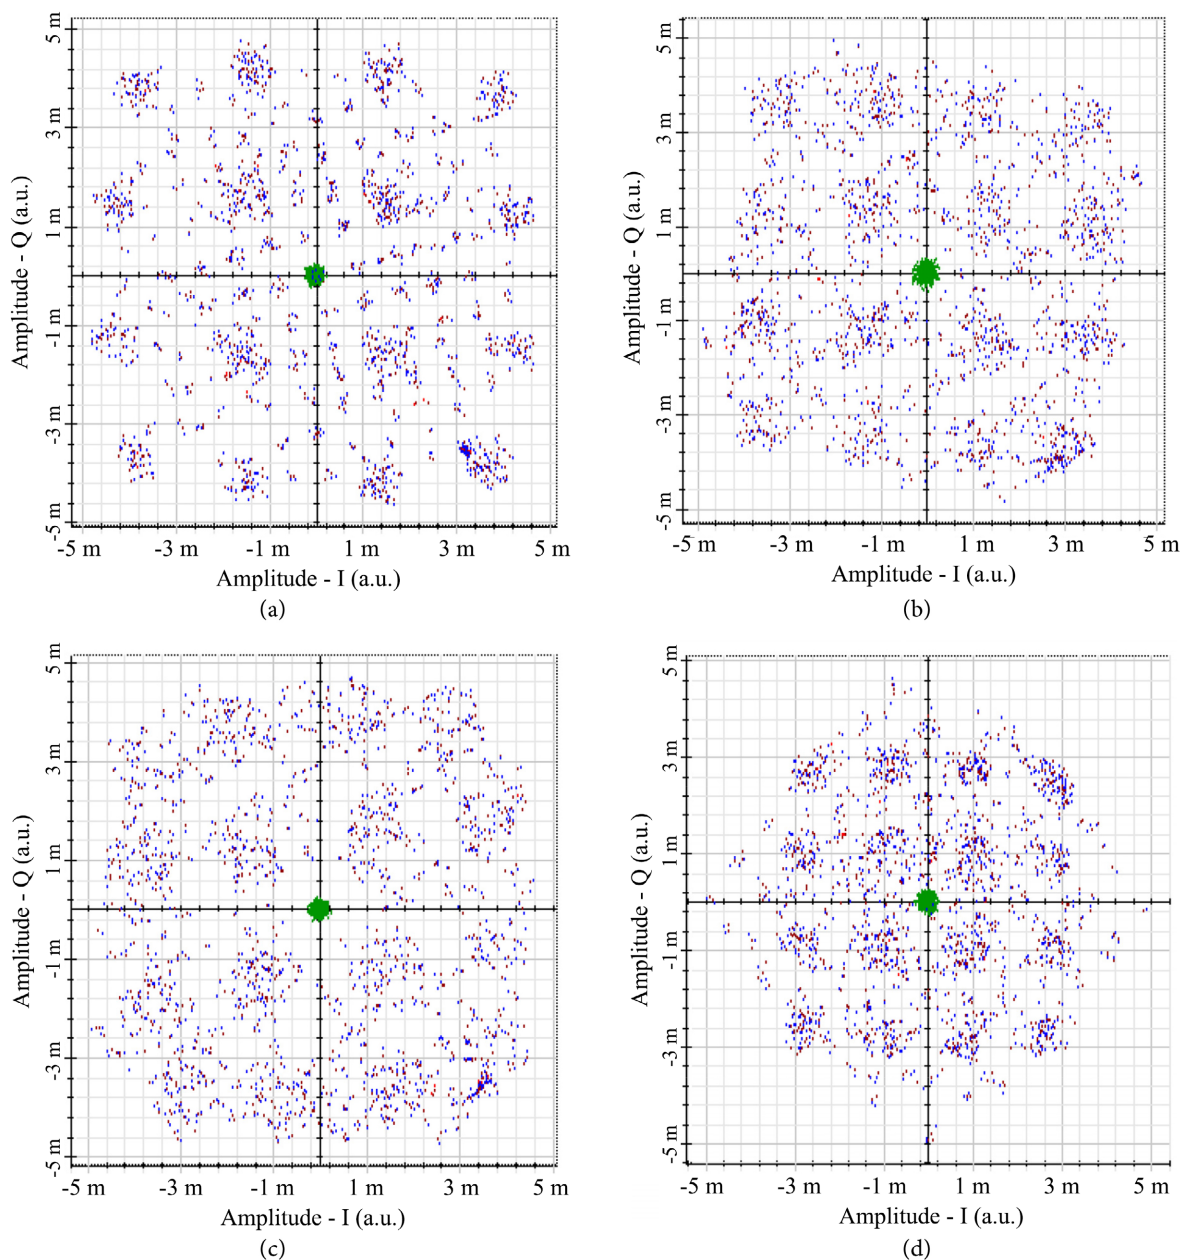 5 m
3 m
1 m
-1 m
-3 m
-5 m
Amplitude - Q (a.u.)
-5 m -3 m -1 m 1 m 3 m 5 m
Amplitude - I (a.u.)
(a)
5 m
3 m
1 m
-1 m
-3 m
-5 m
Amplitude - Q (a.u.)
-5 m -3 m -1 m 1 m 3 m 5 m
Amplitude - I (a.u.)
(b)
5 m
3 m
1 m
-1 m
-3 m
-5 m
Amplitude - Q (a.u.)
-5 m -3 m -1 m 1 m 3 m 5 m
Amplitude - I (a.u.)
(c)
5 m
3 m
1 m
-1 m
-3 m
-5 m
Amplitude - Q (a.u.)
-5 m -3 m -1 m 1 m 3 m 5 m
Amplitude - I (a.u.)
(d)